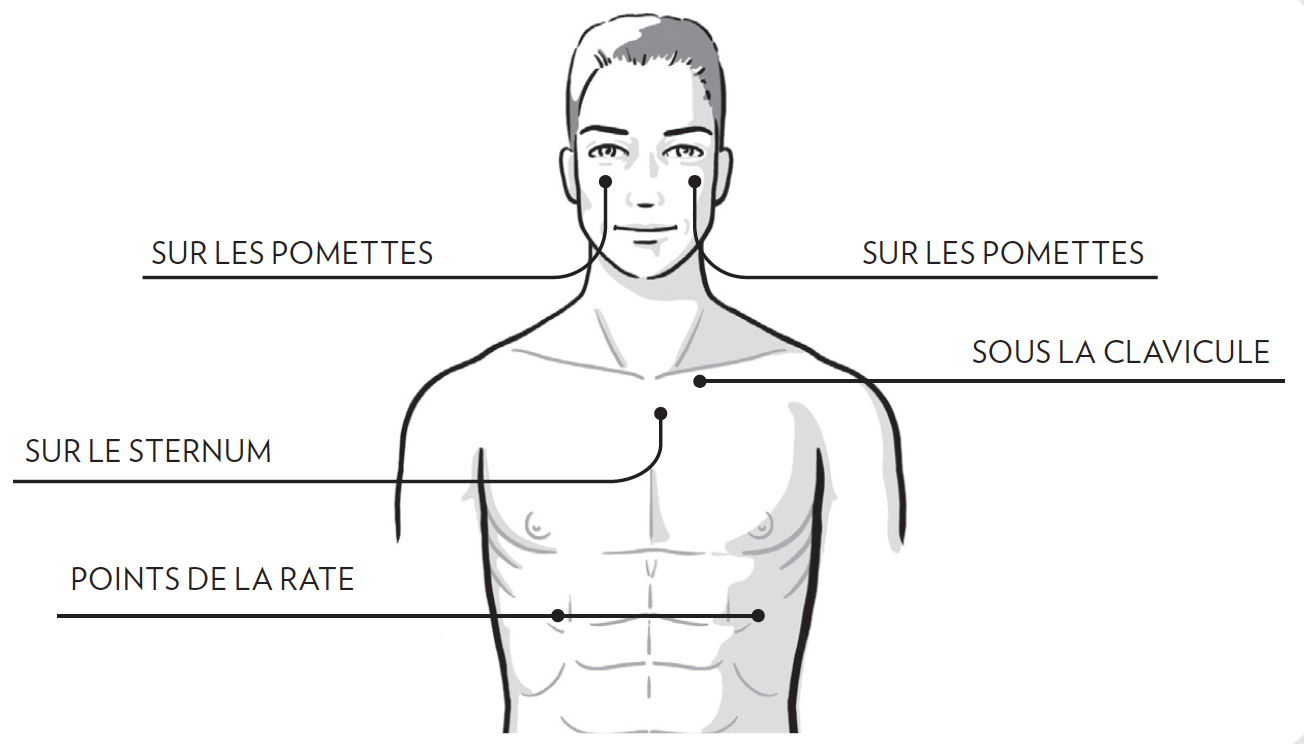 SUR LES POMETTES
SUR LES POMETTES
SOUS LA CLAVICULE
SUR LE STERNUM
POINTS DE LA RATE